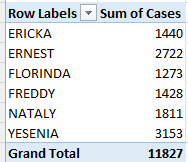 Row Labels Sum of Cases
ERICKA 1440
ERNEST 2722
FLORINDA 1273
FREDDY 1428
NATALY 1811
YESENIA 3153
Grand Total 11827